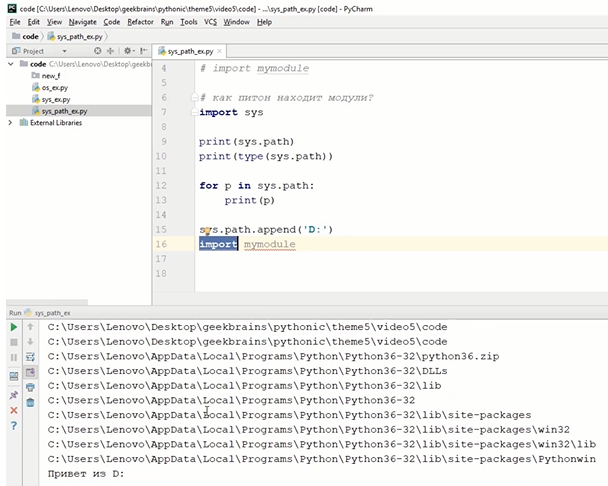 code [C:\Users\Lenovo\Desktop\geekbrains\pythonic\theme5\video5\code] - ...\sys_path_ex.py [code] - PyCharm
File Edit View Navigate Code Refactor Run Tools VCS Window Help
code sys_path_ex.py
Project sys_path_ex.py
code C:\Users\Lenovo\Desktop\geekbra
new_f
os_ex.py
sys_ex.py
sys_path_ex.py
External Libraries
4 # import mymodule
5
6 # как питон находит модули?
7 import sys
8
9 print(sys.path)
10 print(type(sys.path))
11
12 for p in sys.path:
13 print(p)
14
15 sys.path.append('D:')
16 import mymodule
17
18
Run sys_path_ex
C:\Users\Lenovo\Desktop\geekbrains\pythonic\theme5\video5\code
C:\Users\Lenovo\Desktop\geekbrains\pythonic\theme5\video5\code
C:\Users\Lenovo\AppData\Local\Programs\Python\Python36-32\python36.zip
C:\Users\Lenovo\AppData\Local\Programs\Python\Python36-32\DLLs
C:\Users\Lenovo\AppData\Local\Programs\Python\Python36-32\lib
C:\Users\Lenovo\AppData\Local\Programs\Python\Python36-32
C:\Users\Lenovo\AppData\Local\Programs\Python\Python36-32\lib\site-packages
C:\Users\Lenovo\AppData\Local\Programs\Python\Python36-32\lib\site-packages\win32
C:\Users\Lenovo\AppData\Local\Programs\Python\Python36-32\lib\site-packages\win32\lib
C:\Users\Lenovo\AppData\Local\Programs\Python\Python36-32\lib\site-packages\Pythonwin
Привет из D: